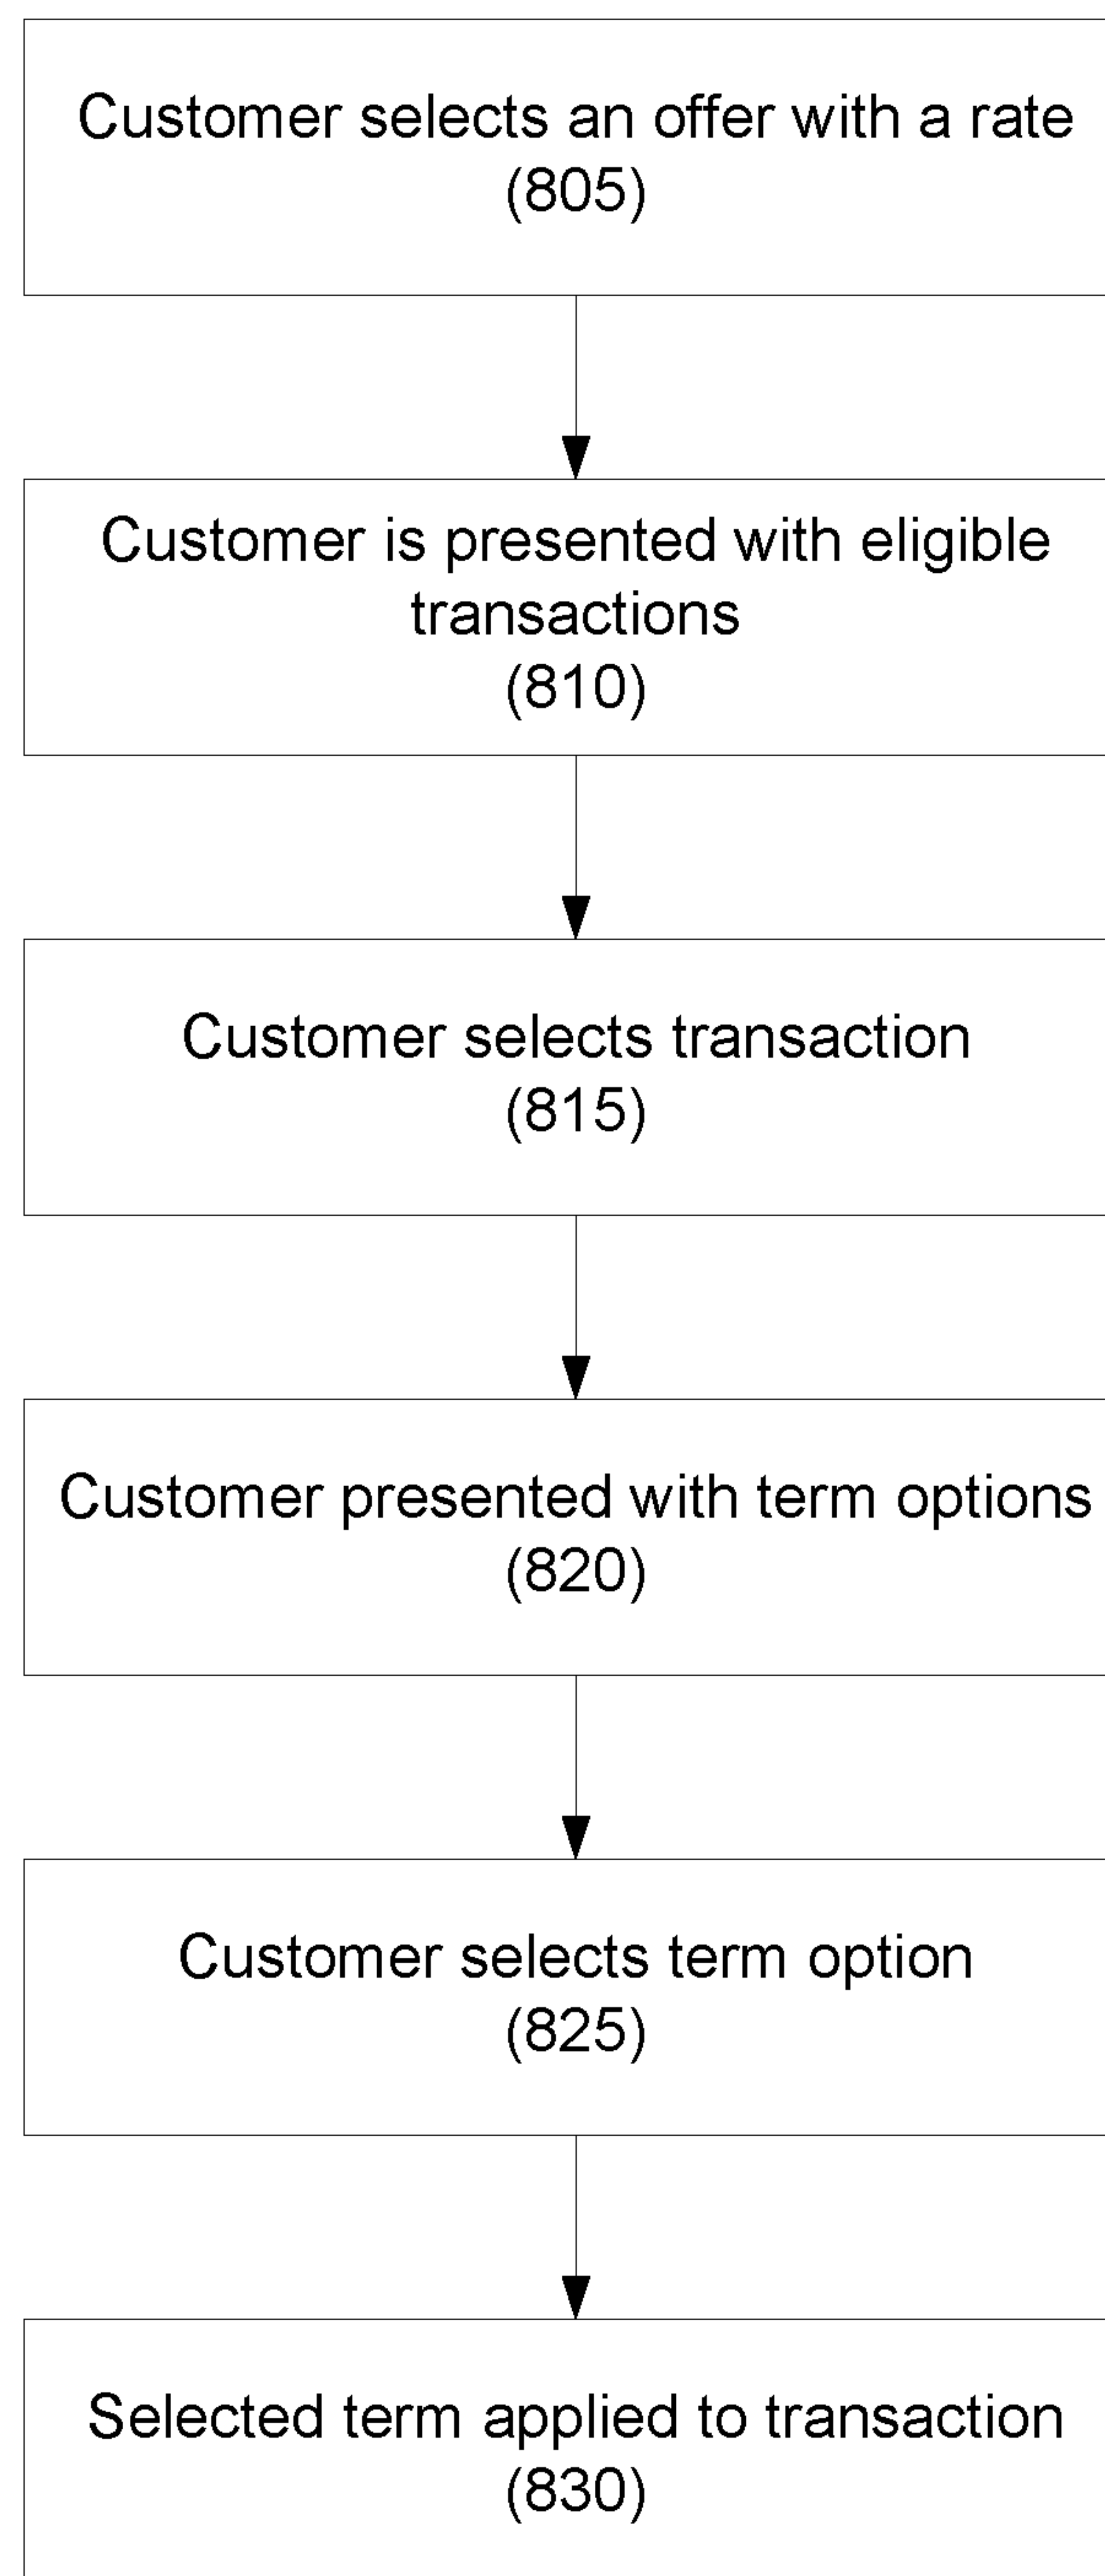 Customer selects an offer with a rate
(805)
Customer is presented with eligible
transactions
(810)
Customer selects transaction
(815)
Customer presented with term options
(820)
Customer selects term option
(825)
Selected term applied to transaction
(830)